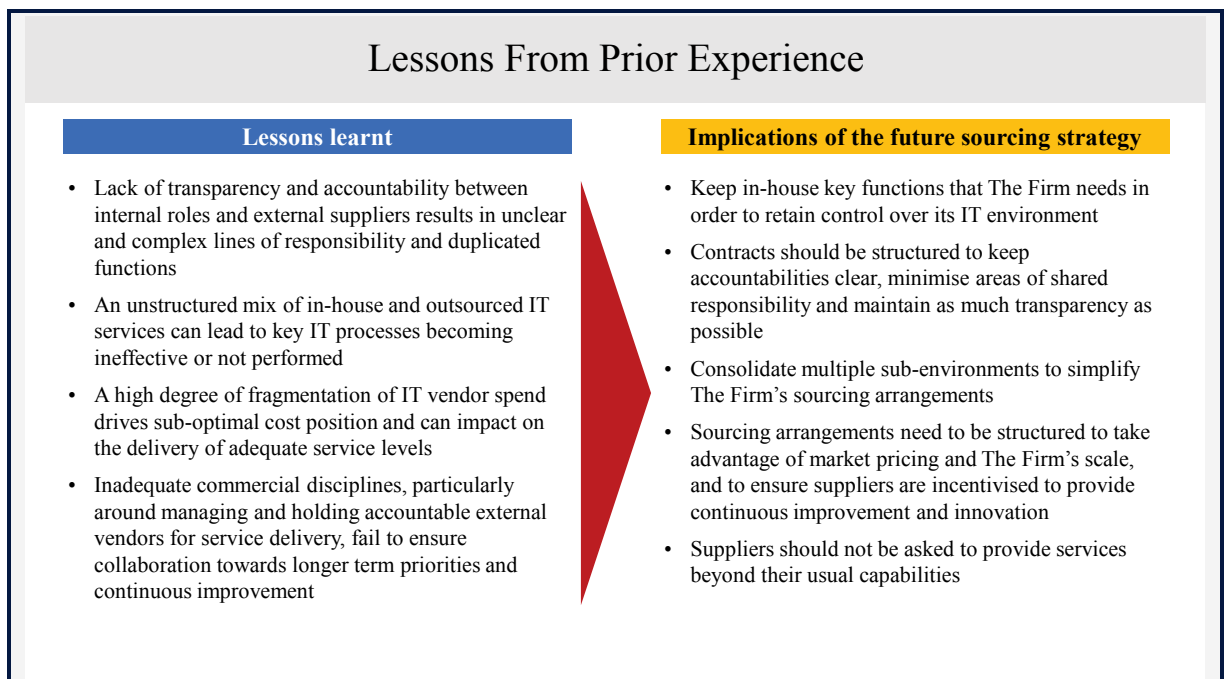 Lessons From Prior Experience
Lessons learnt
• Lack of transparency and accountability between
internal roles and external suppliers results in unclear
and complex lines of responsibility and duplicated
functions
• An unstructured mix of in-house and outsourced IT
services can lead to key IT processes becoming
ineffective or not performed
• A high degree of fragmentation of IT vendor spend
drives sub-optimal cost position and can impact on
the delivery of adequate service levels
• Inadequate commercial disciplines, particularly
around managing and holding accountable external
vendors for service delivery, fail to ensure
collaboration towards longer term priorities and
continuous improvement
Implications of the future sourcing strategy
• Keep in-house key functions that The Firm needs in
order to retain control over its IT environment
• Contracts should be structured to keep
accountabilities clear, minimise areas of shared
responsibility and maintain as much transparency as
possible
• Consolidate multiple sub-environments to simplify
The Firm's sourcing arrangements
• Sourcing arrangements need to be structured to take
advantage of market pricing and The Firm's scale,
and to ensure suppliers are incentivised to provide
continuous improvement and innovation
• Suppliers should not be asked to provide services
beyond their usual capabilities